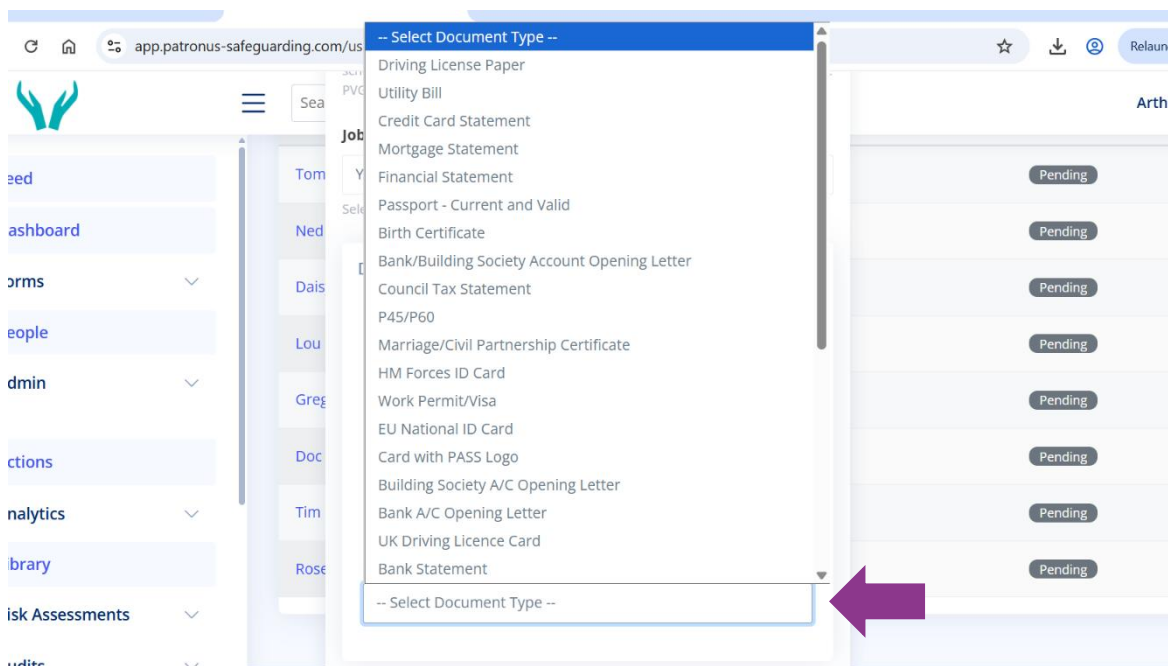 app.patronus-safeguarding.com/us
Relaun
Sea
PVG
Arth
Job
eed
ashboard
orms
eople
dmin
ctions
nalytics
ibrary
isk Assessments
udits
Tom
Y
Pending
Sele
Ned
Pending
D
Dais
Pending
Lou
Pending
Greg
Pending
Doc
Pending
Tim
Pending
Rose
Pending
-- Select Document Type --
Driving License Paper
Utility Bill
Credit Card Statement
Mortgage Statement
Financial Statement
Passport - Current and Valid
Birth Certificate
Bank/Building Society Account Opening Letter
Council Tax Statement
P45/P60
Marriage/Civil Partnership Certificate
HM Forces ID Card
Work Permit/Visa
EU National ID Card
Card with PASS Logo
Building Society A/C Opening Letter
Bank A/C Opening Letter
UK Driving Licence Card
Bank Statement
-- Select Document Type --